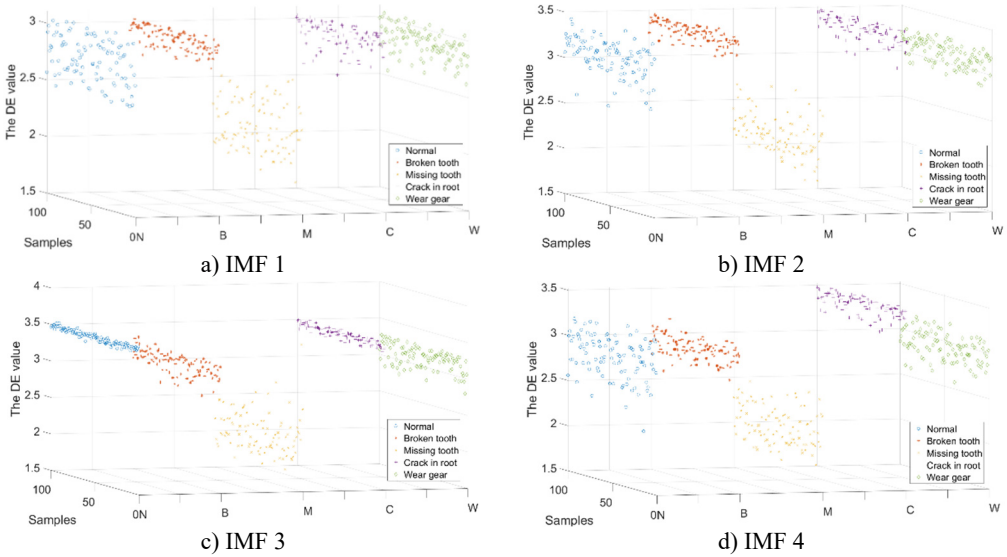 3
2.5
2
1.5
The DE value
100
50
Samples
0N
B
M
C
W
Normal
Broken tooth
Missing tooth
Crack in root
Wear gear
a) IMF 1
3.5
3
2.5
2
1.5
The DE value
100
50
Samples
0N
B
M
C
W
Normal
Broken tooth
Missing tooth
Crack in root
Wear gear
b) IMF 2
4
3.5
3
2.5
2
1.5
The DE value
100
50
Samples
0N
B
M
C
W
Normal
Broken tooth
Missing tooth
Crack in root
Wear gear
c) IMF 3
3.5
3
2.5
2
1.5
The DE value
100
50
Samples
0N
B
M
C
W
Normal
Broken tooth
Missing tooth
Crack in root
Wear gear
d) IMF 4